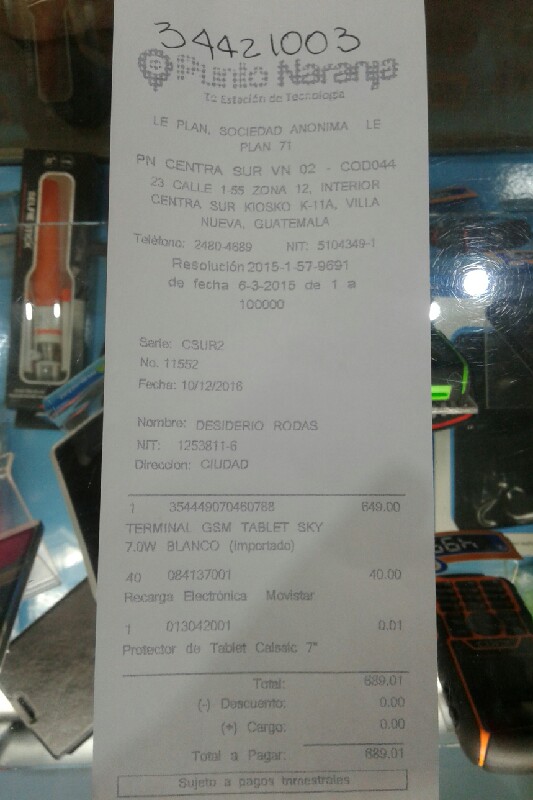 34421003
Punto Naranja
Tu Estación de Tecnología
LE PLAN, SOCIEDAD ANONIMA LE
PLAN 71
PN CENTRA SUR VN 02 - COD044
23 CALLE 1-55 ZONA 12, INTERIOR
CENTRA SUR KIOSKO K-11A, VILLA
NUEVA, GUATEMALA
Teléfono: 2480-4689 NIT: 5104349-1
Resolución 2015-1-57-9691
de fecha 6-3-2015 de 1 a
100000
Serie: CSUR2
No. 11552
Fecha: 10/12/2016
Nombre: DESIDERIO RODAS
NIT: 1253811-6
Direccion: CIUDAD
1 354449070460788 649.00
TERMINAL GSM TABLET SKY
7.0W BLANCO (Importado)
40 084137001 40.00
Recarga Electrónica Movistar
1 013042001 0.01
Protector de Tablet Calssic 7"
Total: 689.01
(-) Descuento: 0.00
(+) Cargo: 0.00
Total a Pagar: 689.01
Sujeto a pagos trimestrales
SELFIE STICK